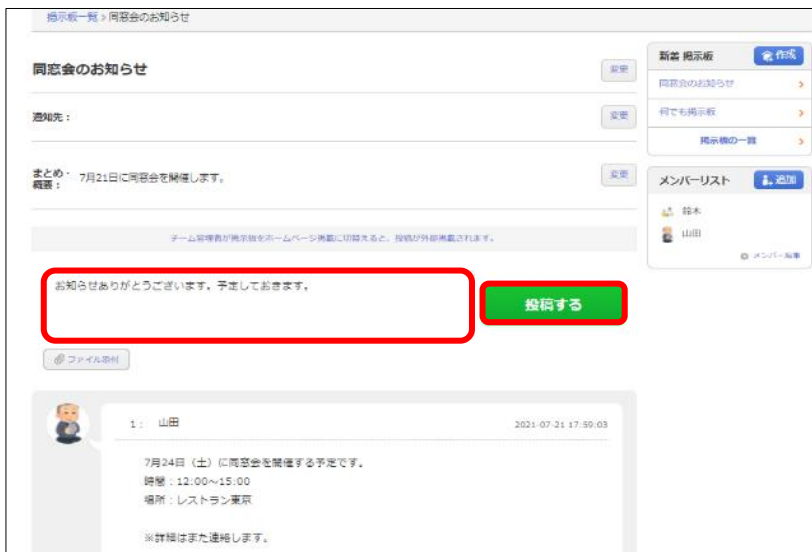 掲示板一覧 > 同窓会のお知らせ
同窓会のお知らせ
変更
通知先：
変更
まとめ・
概要：
7月21日に同窓会を開催します。
変更
チーム管理者が掲示板をホームページ掲載に切替えると、投稿が外部掲載されます。
お知らせありがとうございます。予定しておきます。
投稿する
ファイル添付
1： 山田
2021-07-21 17:59:03
7月24日（土）に同窓会を開催する予定です。
時間：12:00～15:00
場所：レストラン東京
※詳細はまた連絡します。
新着 掲示板
作成
同窓会のお知らせ
何でも掲示板
掲示板の一覧
メンバーリスト
追加
鈴木
山田
メンバー編集